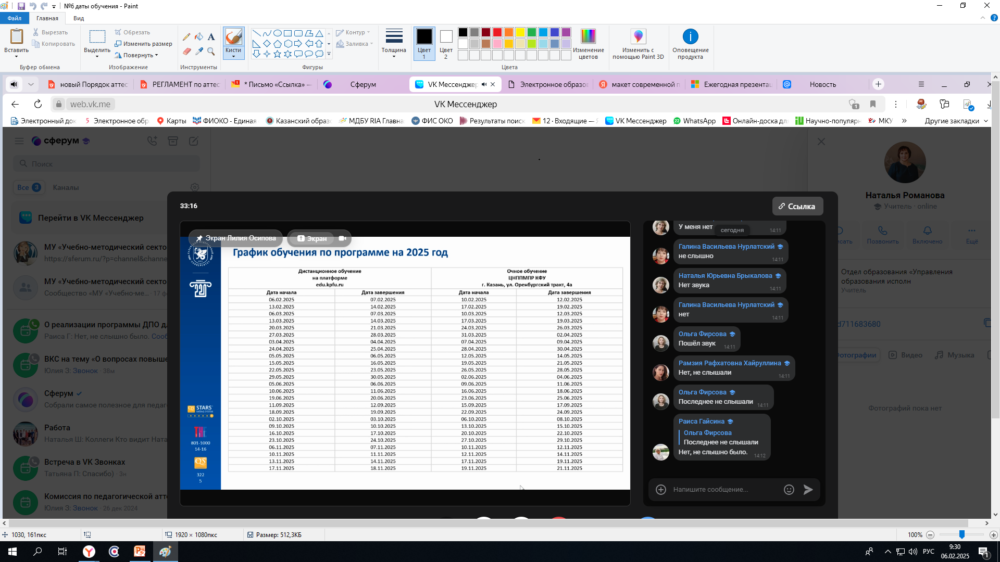 №6 даты обучения - Paint
Файл
Главная
Вид
Вставить
Вырезать
Копировать
Буфер обмена
Выделить
Обрезать
Изменить размер
Повернуть
Изображение
Инструменты
Кисти
Фигуры
Контур
Заливка
Толщина
Цвет 1
Цвет 2
Цвета
Изменение цветов
Изменить с помощью Paint 3D
Оповещение продукта
новый Порядок аттес
РЕГЛАМЕНТ по аттес
* Письмо «Ссылка» —
Сферум
VK Мессенджер
Электронное образо
макет современной п
Ежегодная презентац
Новость
web.vk.me
VK Мессенджер
1
Электронный док
5 Электронное обр
Карты
ФИОКО - Единая
Казанский образо
МДБУ RIA Главна
ФИС ОКО
Результаты поиск
12 · Входящие —
VK Мессенджер
22 WhatsApp
Онлайн-доска дл
Научно-популярн
МКУ
»
Другие закладки
сферум
Поиск
Все 3
Каналы
Перейти в VK Мессенджер
МУ «Учебно-методический секто
https://sferum.ru/?p=channel&channe
МУ «Учебно-методический секто
Сообщество «МУ «Учебно-ме... · 17 ф
О реализации программы ДПО д
Раиса Г: Нет, не слышно было. Сооб
ВКС на тему «О вопросах повыше
Юлия З: Звонок · 38м
Сферум
Собрали самое полезное для педаг
Работа
Наталья Ш: Коллеги Кто видит Ната
Встреча в VK Звонках
Татьяна П: Спасибо) · 3н
Комиссия по педагогической атте
Юлия З: Звонок · 26 дек 2024
33:16
Ссылка
Экран Лилия Осипова
Экран
График обучения по программе на 2025 год
Дистанционное обучение
на платформе
edu.kpfu.ru
Очное обучение
ЦНППМПР КФУ
г. Казань, ул. Оренбургский тракт, 4а
Дата начала Дата завершения Дата начала Дата завершения
06.02.2025 07.02.2025 10.02.2025 12.02.2025
13.02.2025 14.02.2025 17.02.2025 19.02.2025
06.03.2025 07.03.2025 10.03.2025 12.03.2025
13.03.2025 14.03.2025 17.03.2025 19.03.2025
20.03.2025 21.03.2025 24.03.2025 26.03.2025
27.03.2025 28.03.2025 31.03.2025 02.04.2025
03.04.2025 04.04.2025 07.04.2025 09.04.2025
24.04.2025 25.04.2025 28.04.2025 30.04.2025
05.05.2025 06.05.2025 12.05.2025 14.05.2025
15.05.2025 16.05.2025 19.05.2025 21.05.2025
22.05.2025 23.05.2025 26.05.2025 28.05.2025
29.05.2025 30.05.2025 02.06.2025 04.06.2025
05.06.2025 06.06.2025 09.06.2025 11.06.2025
10.06.2025 11.06.2025 16.06.2025 18.06.2025
19.06.2025 20.06.2025 23.06.2025 25.06.2025
11.09.2025 12.09.2025 15.09.2025 17.09.2025
18.09.2025 19.09.2025 22.09.2025 24.09.2025
02.10.2025 03.10.2025 06.10.2025 08.10.2025
09.10.2025 10.10.2025 13.10.2025 15.10.2025
16.10.2025 17.10.2025 20.10.2025 22.10.2025
23.10.2025 24.10.2025 27.10.2025 29.10.2025
06.11.2025 07.11.2025 10.11.2025 12.11.2025
10.11.2025 11.11.2025 12.11.2025 14.11.2025
13.11.2025 14.11.2025 17.11.2025 19.11.2025
17.11.2025 18.11.2025 19.11.2025 21.11.2025
QS STARS
THE
801-1000
14-16
QS
322
5
У меня нет 14:11
сегодня
Галина Васильева Нурлатский
не слышно 14:11
Наталья Юрьевна Брыкалова
Нет звука 14:11
Галина Васильева Нурлатский
нет 14:11
Ольга Фирсова
Пошёл звук 14:11
Рамзия Рафхатовна Хайруллина
Нет, не слышали 14:11
Ольга Фирсова
Последнее не слышали 14:11
Раиса Гайсина
Ольга Фирсова
Последнее не слышали
Нет, не слышно было. 14:12
Напишите сообщение...
Наталья Романова
Учитель · online
исать
Позвонить
Включено
Ещё
Отдел образования «Управления
образования исполн
Учитель
d711683680
отографии
Видео
Музыка
Фотографий пока нет
1030, 161пкс
1920 × 1080пкс
Размер: 512,3КБ
100%
РУС
9:30
06.02.2025
1